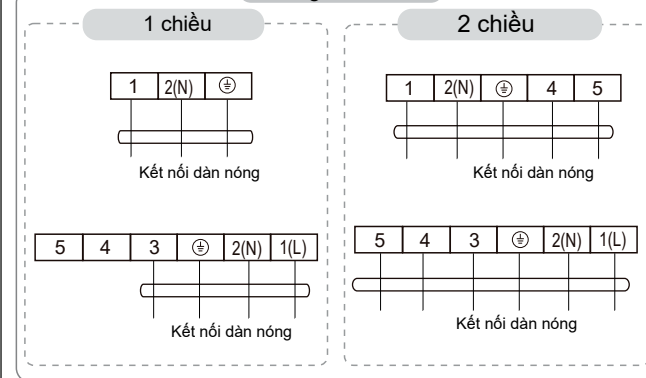 1 chiều
1 2(N) ⏚
Kết nối dàn nóng
5 4 3 ⏚ 2(N) 1(L)
Kết nối dàn nóng
2 chiều
1 2(N) ⏚ 4 5
Kết nối dàn nóng
5 4 3 ⏚ 2(N) 1(L)
Kết nối dàn nóng